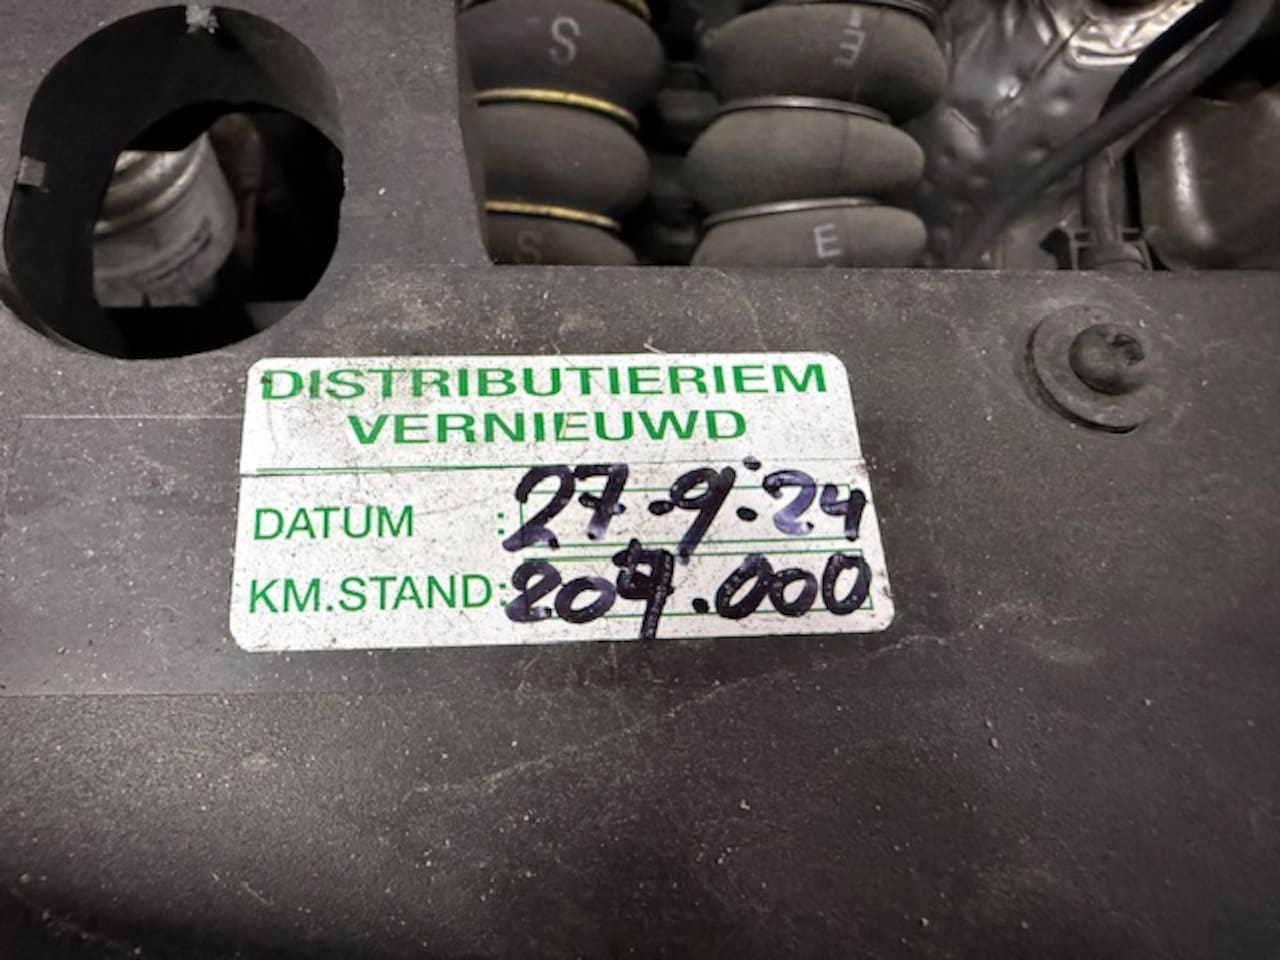 S
E
S
E
DISTRIBUTIERIEM
VERNIEUWD
DATUM : 27-9-24
KM.STAND: 209.000